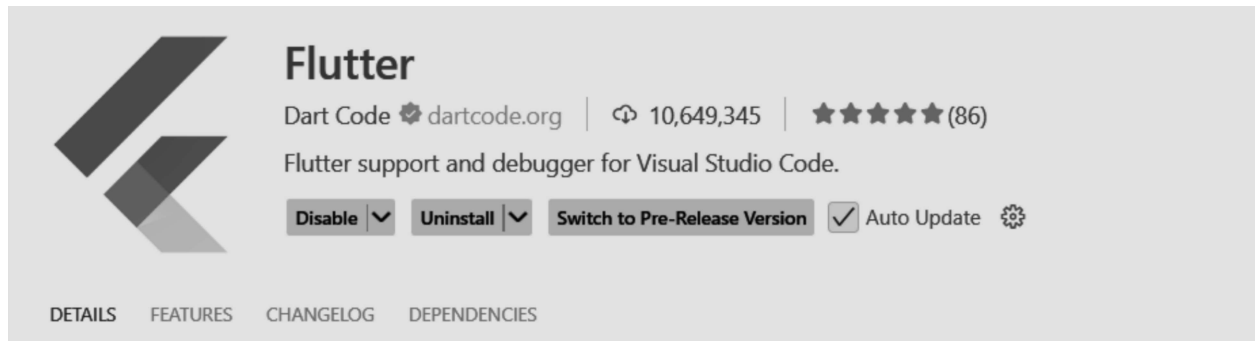 Flutter
Dart Code dartcode.org 10,649,345 (86)
Flutter support and debugger for Visual Studio Code.
Disable Uninstall Switch to Pre-Release Version Auto Update
DETAILS FEATURES CHANGELOG DEPENDENCIES